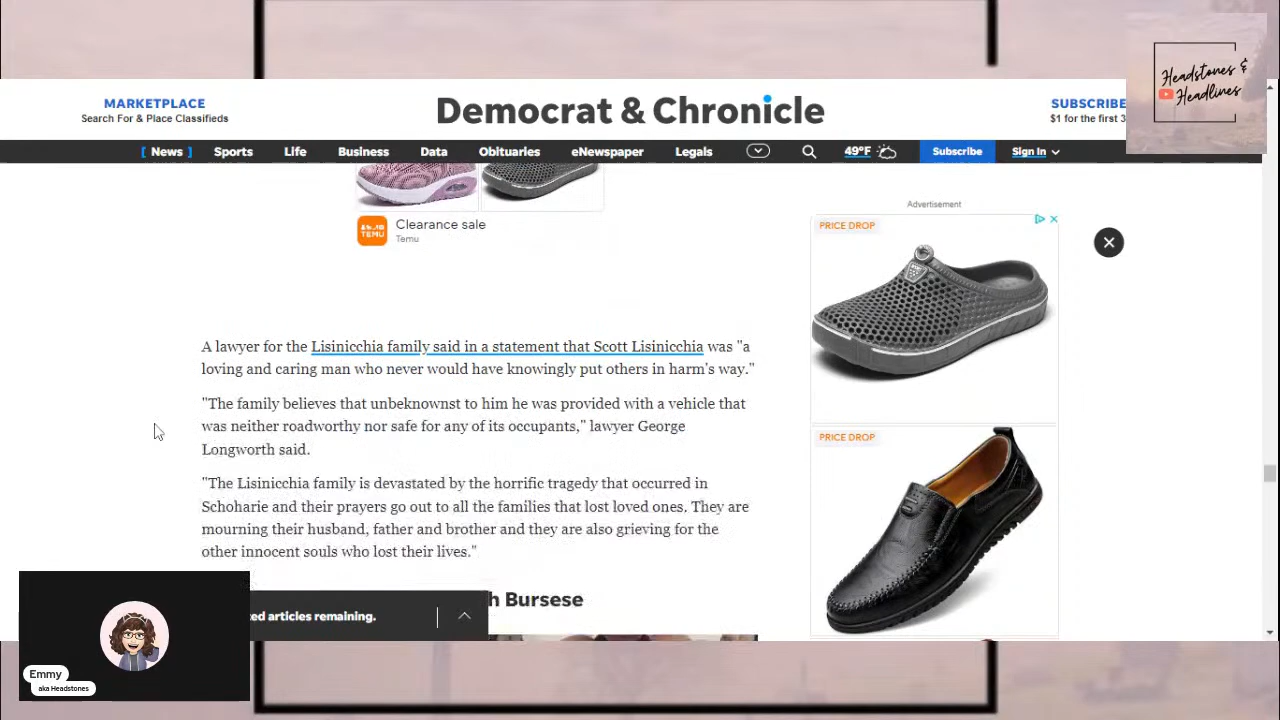 Headstones &
Headlines
MARKETPLACE
Search For & Place Classifieds
Democrat & Chronicle
SUBSCRIBE
$1 for the first 3
[ News ]
Sports
Life
Business
Data
Obituaries
eNewspaper
Legals
49°F
Subscribe
Sign In
Clearance sale
TEMU
Temu
Advertisement
PRICE DROP
A lawyer for the Lisinicchia family said in a statement that Scott Lisinicchia was "a
loving and caring man who never would have knowingly put others in harm's way."
"The family believes that unbeknownst to him he was provided with a vehicle that
was neither roadworthy nor safe for any of its occupants," lawyer George
Longworth said.
PRICE DROP
"The Lisinicchia family is devastated by the horrific tragedy that occurred in
Schoharie and their prayers go out to all the families that lost loved ones. They are
mourning their husband, father and brother and they are also grieving for the
other innocent souls who lost their lives."
h Bursese
ed articles remaining.
Emmy
aka Headstones